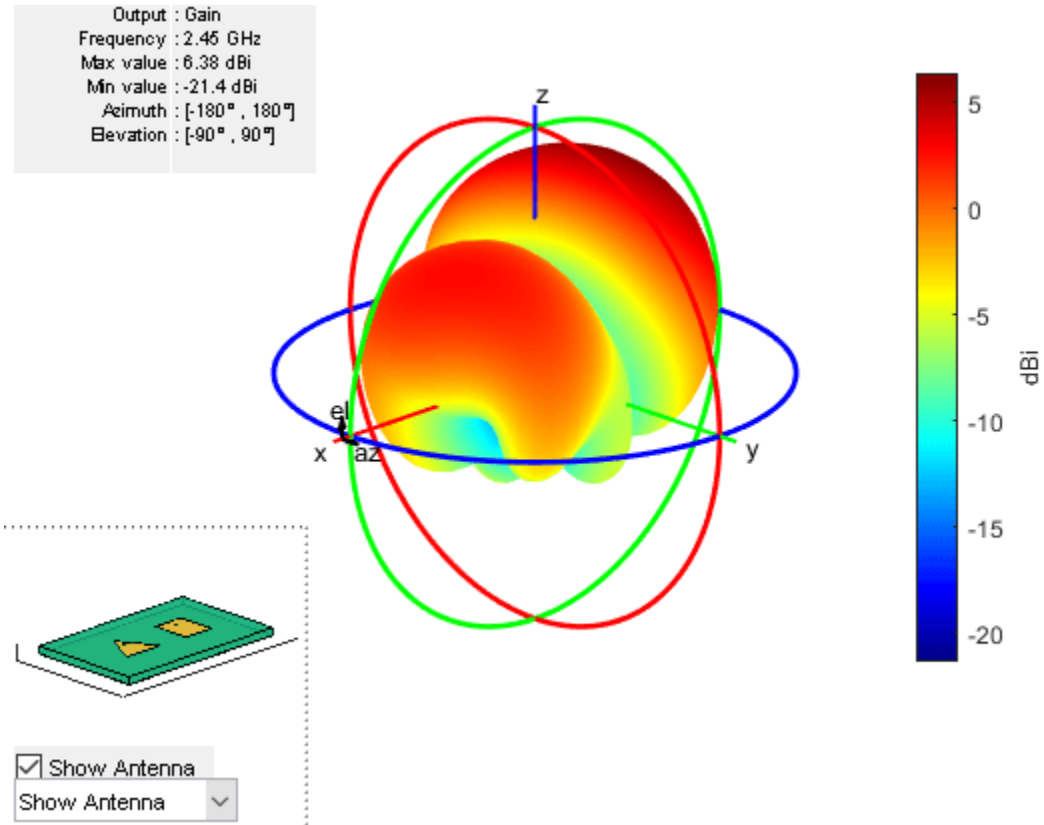 Output : Gain
Frequency : 2.45 GHz
Max value : 6.38 dBi
Min value : -21.4 dBi
Azimuth : [-180° , 180°]
Elevation : [-90° , 90°]
z
el
x
az
y
5
0
-5
-10
-15
-20
dBi
Show Antenna
Show Antenna